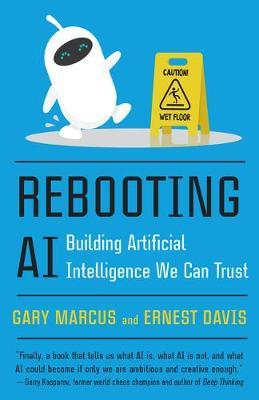 CAUTION!
WET FLOOR
REBOOTING
AI Building Artificial
Intelligence We Can Trust
GARY MARCUS and ERNEST DAVIS
"Finally, a book that tells us what AI is, what AI is not, and what
AI could become if only we are ambitious and creative enough."
— Garry Kasparov, former world chess champion and author of Deep Thinking